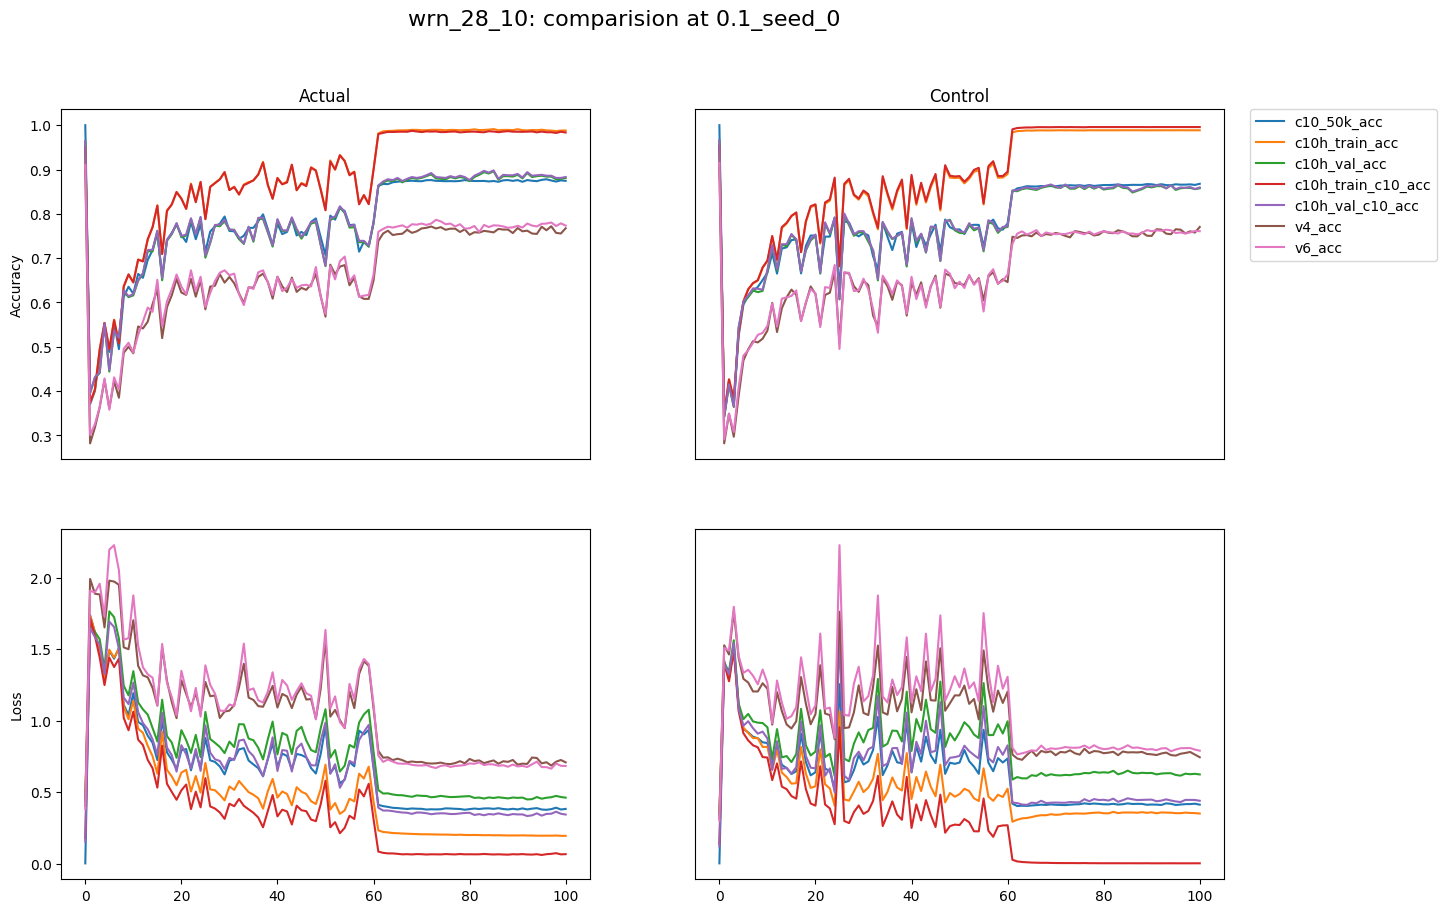 wrn_28_10: comparision at 0.1_seed_0
Actual
Control
1.0
0.9
0.8
0.7
0.6
0.5
0.4
0.3
Accuracy
c10_50k_acc
c10h_train_acc
c10h_val_acc
c10h_train_c10_acc
c10h_val_c10_acc
v4_acc
v6_acc
2.0
1.5
1.0
0.5
0.0
Loss
0 20 40 60 80 100
0 20 40 60 80 100